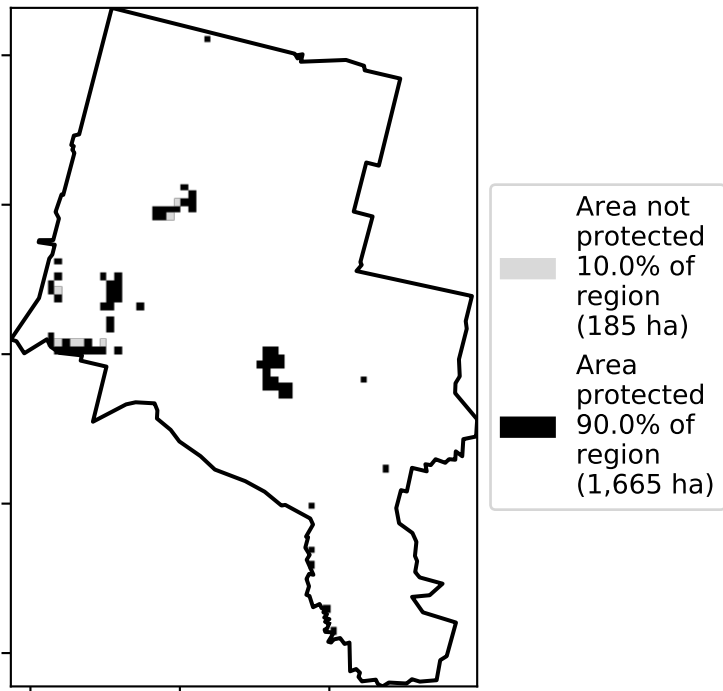 Area not
protected
10.0% of
region
(185 ha)
Area
protected
90.0% of
region
(1,665 ha)